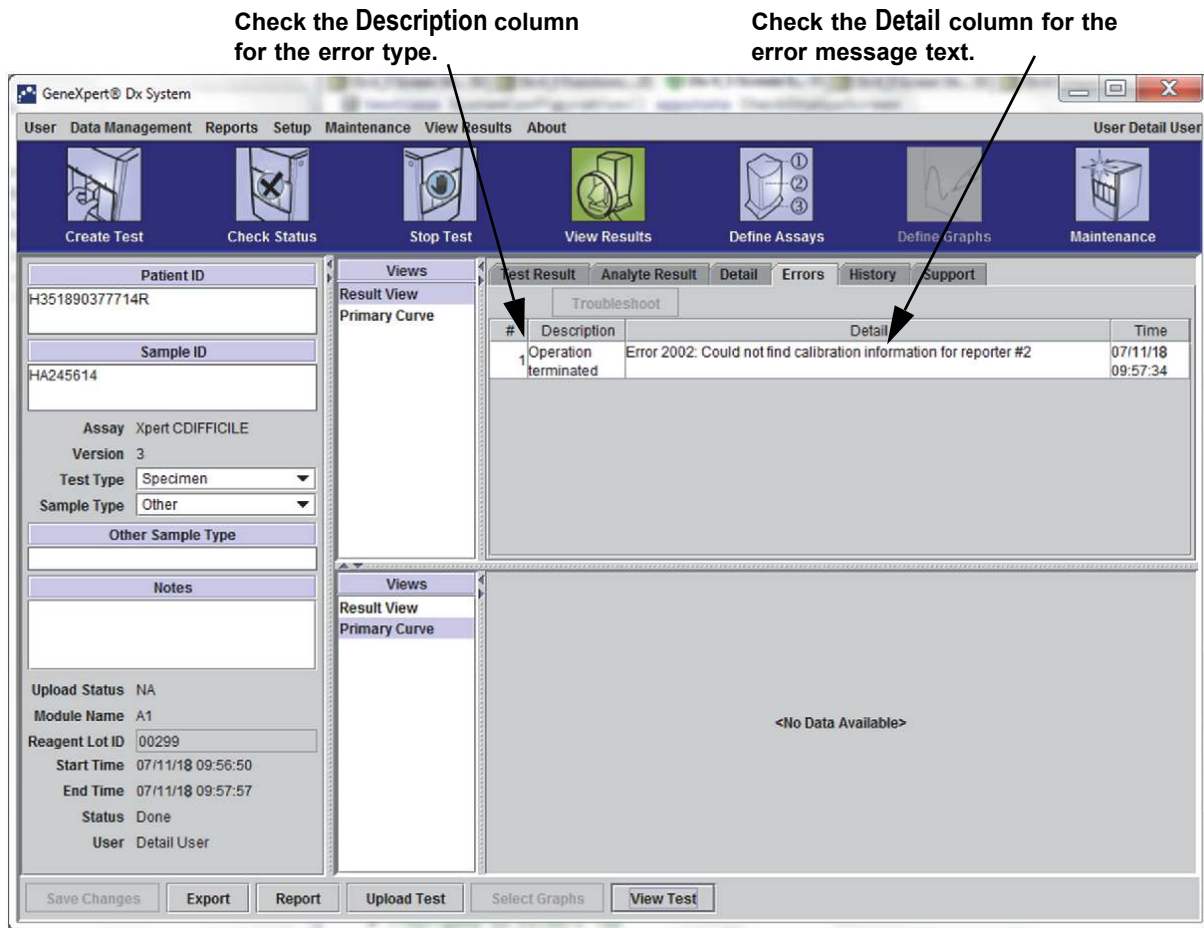 Check the Description column
for the error type.
Check the Detail column for the
error message text.
GeneXpert® Dx System
User Data Management Reports Setup Maintenance View Results About
User Detail User
Create Test
Check Status
Stop Test
View Results
Define Assays
Define Graphs
Maintenance
Patient ID
H351890377714R
Sample ID
HA245614
Assay Xpert CDIFFICILE
Version 3
Test Type Specimen
Sample Type Other
Other Sample Type
Notes
Upload Status NA
Module Name A1
Reagent Lot ID 00299
Start Time 07/11/18 09:56:50
End Time 07/11/18 09:57:57
Status Done
User Detail User
Views
Result View
Primary Curve
Test Result Analyte Result Detail Errors History Support
Troubleshoot
# Description Detail Time
1 Operation Error 2002: Could not find calibration information for reporter #2 07/11/18
terminated 09:57:34
Views
Result View
Primary Curve
<No Data Available>
Save Changes Export Report Upload Test Select Graphs View Test